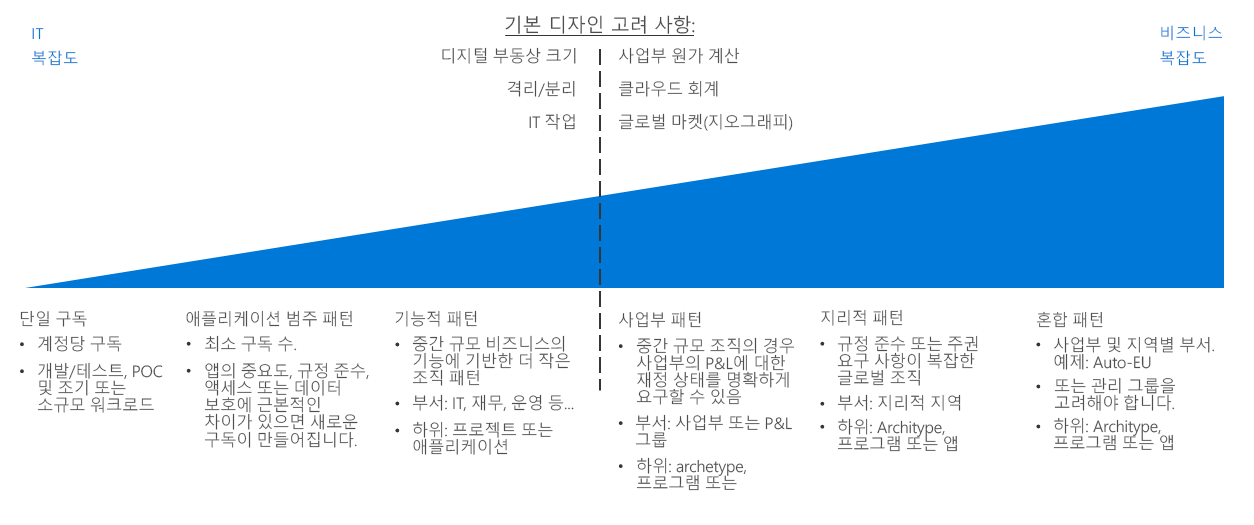 기본 디자인 고려 사항:
IT
복잡도
비즈니스
복잡도
디지털 부동상 크기
격리/분리
IT 작업
사업부 원가 계산
클라우드 회계
글로벌 마켓(지오그래피)
단일 구독
• 계정당 구독
• 개발/테스트, POC
및 조기 또는
소규모 워크로드
애플리케이션 범주 패턴
• 최소 구독 수.
• 앱의 중요도, 규정 준수,
액세스 또는 데이터
보호에 근본적인
차이가 있으면 새로운
구독이 만들어집니다.
기능적 패턴
• 중간 규모 비즈니스의
기능에 기반한 더 작은
조직 패턴
• 부서: IT, 재무, 운영 등...
• 하위: 프로젝트 또는
애플리케이션
사업부 패턴
• 중간 규모 조직의 경우
사업부의 P&L에 대한
재정 상태를 명확하게
요구할 수 있음
• 부서: 사업부 또는 P&L
그룹
• 하위: archetype,
프로그램 또는
지리적 패턴
• 규정 준수 또는 주권
요구 사항이 복잡한
글로벌 조직
• 부서: 지리적 지역
• 하위: Architype,
프로그램 또는 앱
혼합 패턴
• 사업부 및 지역별 부서.
예제: Auto-EU
• 또는 관리 그룹을
고려해야 합니다.
• 하위: Architype,
프로그램 또는 앱